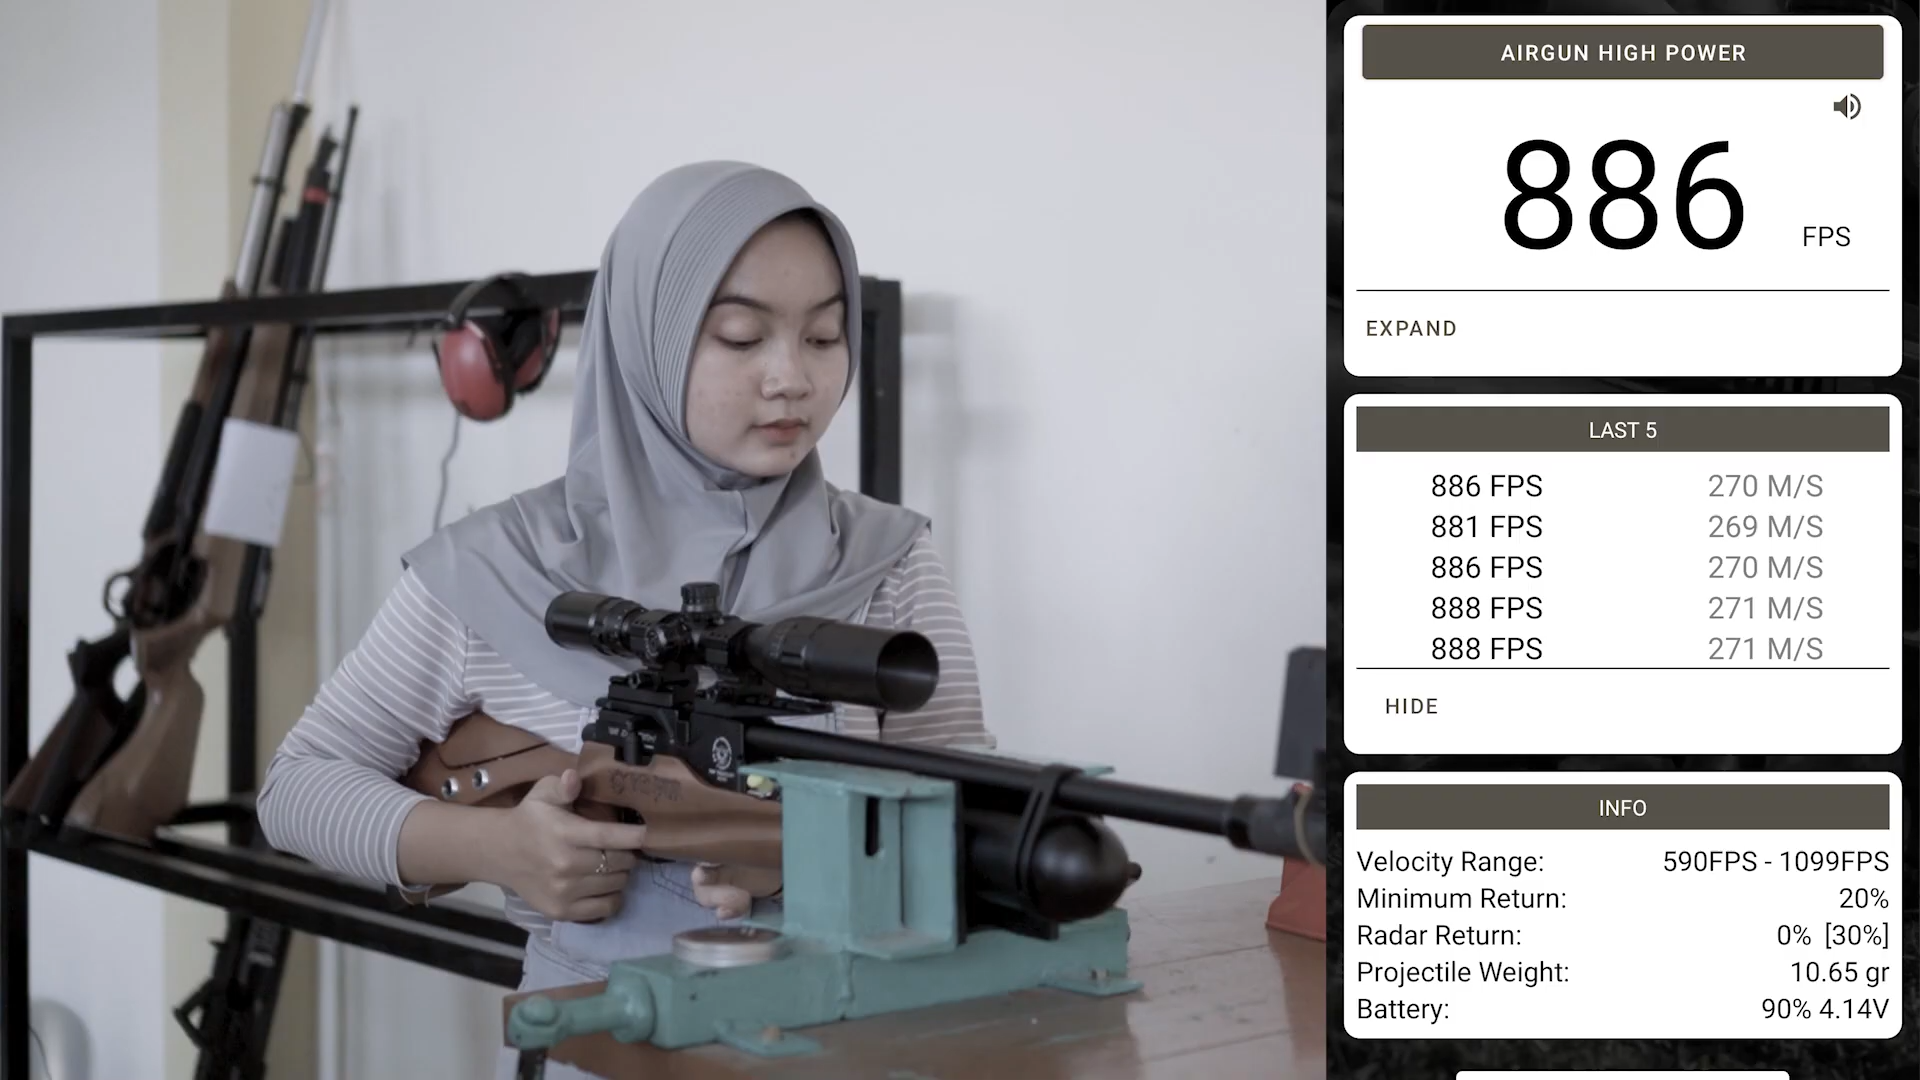 AIRGUN HIGH POWER
886 FPS
EXPAND
LAST 5
886 FPS 270 M/S
881 FPS 269 M/S
886 FPS 270 M/S
888 FPS 271 M/S
888 FPS 271 M/S
HIDE
INFO
Velocity Range: 590FPS - 1099FPS
Minimum Return: 20%
Radar Return: 0% [30%]
Projectile Weight: 10.65 gr
Battery: 90% 4.14V